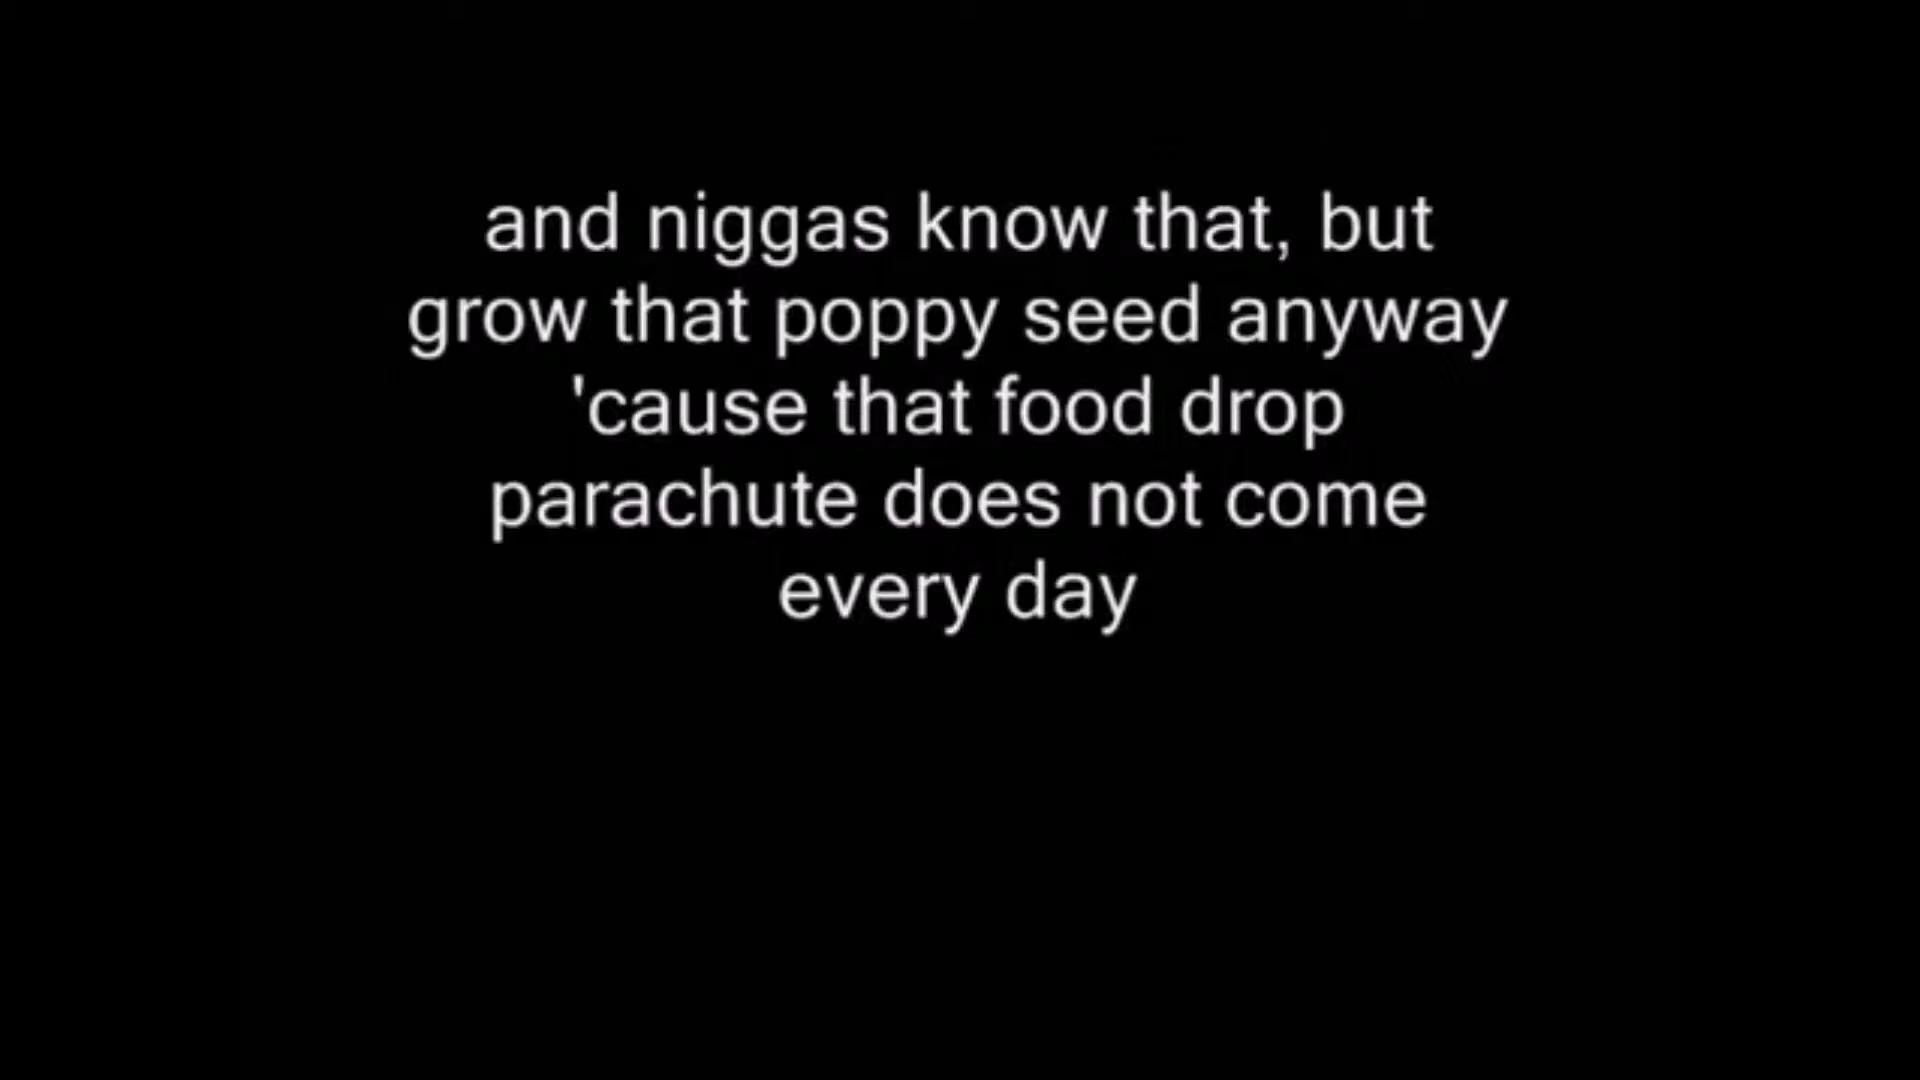 and niggas know that, but
grow that poppy seed anyway
'cause that food drop
parachute does not come
every day